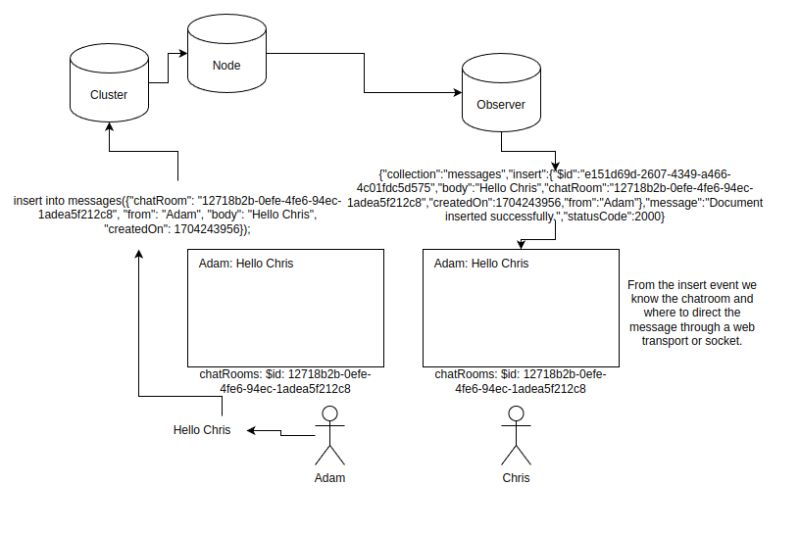 Node
Cluster
Observer
insert into messages({"chatRoom": "12718b2b-0efe-4fe6-94ec-
1adea5f212c8", "from": "Adam", "body": "Hello Chris",
"createdOn": 1704243956});
{"collection":"messages","insert":{"$id":"e151d69d-2607-4349-a466-
4c01fdc5d575","body":"Hello Chris","chatRoom":"12718b2b-0efe-4fe6-94ec-
1adea5f212c8","createdOn":1704243956,"from":"Adam"},"message":"Document
inserted successfully.","statusCode":2000}
Adam: Hello Chris
Adam: Hello Chris
From the insert event we
know the chatroom and
where to direct the
message through a web
transport or socket.
chatRooms: $id: 12718b2b-0efe-
4fe6-94ec-1adea5f212c8
chatRooms: $id: 12718b2b-0efe-
4fe6-94ec-1adea5f212c8
Hello Chris
Adam
Chris